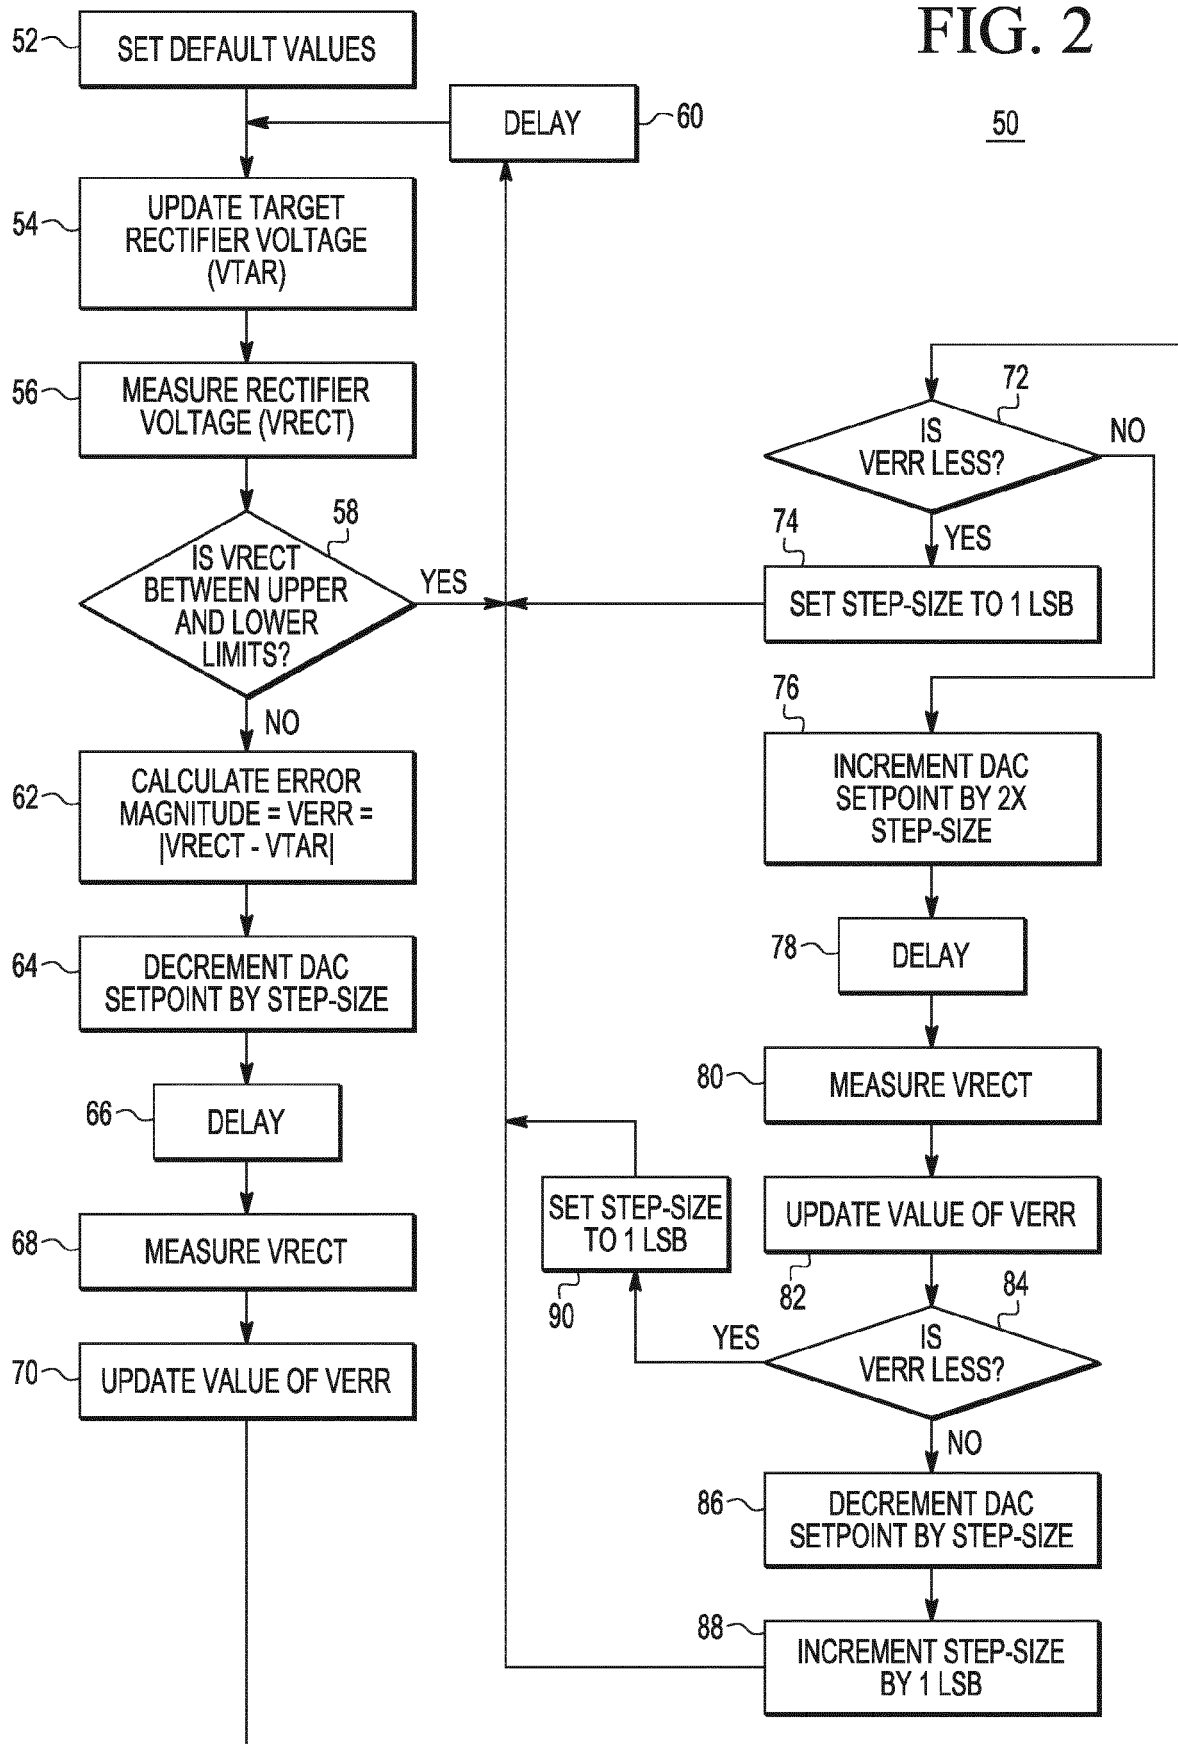 FIG. 2
50
52
SET DEFAULT VALUES
DELAY
60
54
UPDATE TARGET
RECTIFIER VOLTAGE
(VTAR)
56
MEASURE RECTIFIER
VOLTAGE (VRECT)
58
IS VRECT
BETWEEN UPPER
AND LOWER
LIMITS?
YES
NO
62
CALCULATE ERROR
MAGNITUDE = VERR =
|VRECT - VTAR|
64
DECREMENT DAC
SETPOINT BY STEP-SIZE
66
DELAY
68
MEASURE VRECT
70
UPDATE VALUE OF VERR
72
IS
VERR LESS?
NO
YES
74
SET STEP-SIZE TO 1 LSB
76
INCREMENT DAC
SETPOINT BY 2X
STEP-SIZE
78
DELAY
80
MEASURE VRECT
UPDATE VALUE OF VERR
82
84
IS
VERR LESS?
YES
SET STEP-SIZE
TO 1 LSB
90
NO
86
DECREMENT DAC
SETPOINT BY STEP-SIZE
88
INCREMENT STEP-SIZE
BY 1 LSB